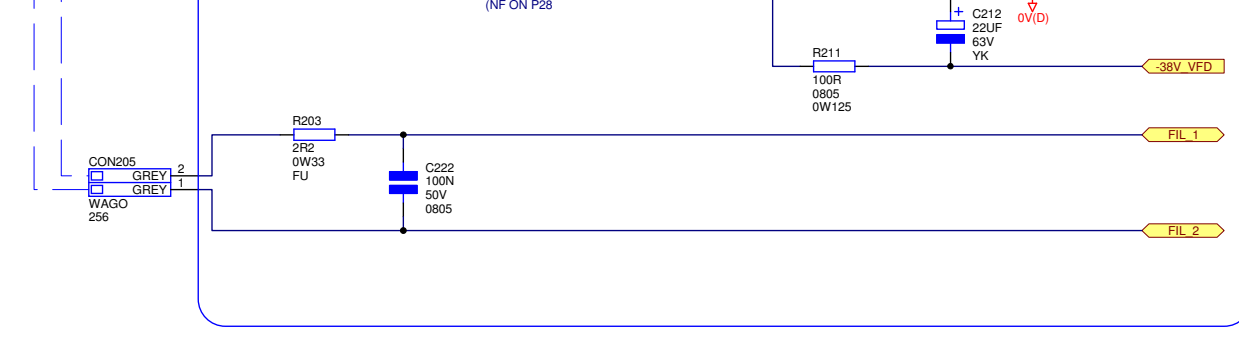 (NF ON P28
+
C212
22UF
63V
YK
0V(D)
R211
100R
0805
0W125
-38V_VFD
R203
2R2
0W33
FU
FIL_1
CON205
GREY 2
GREY 1
WAGO
256
C222
100N
50V
0805
FIL_2